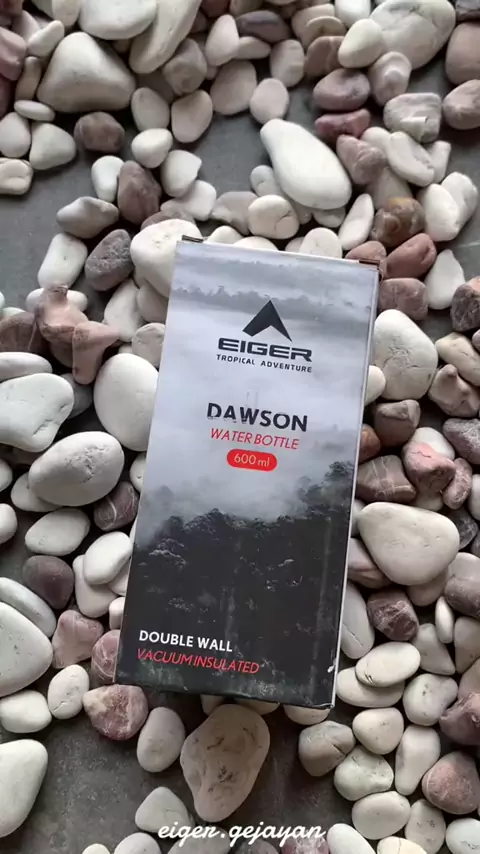 EIGER
TROPICAL ADVENTURE
DAWSON
WATER BOTTLE
600 ml
DOUBLE WALL
VACUUM INSULATED
eiger.gejayan